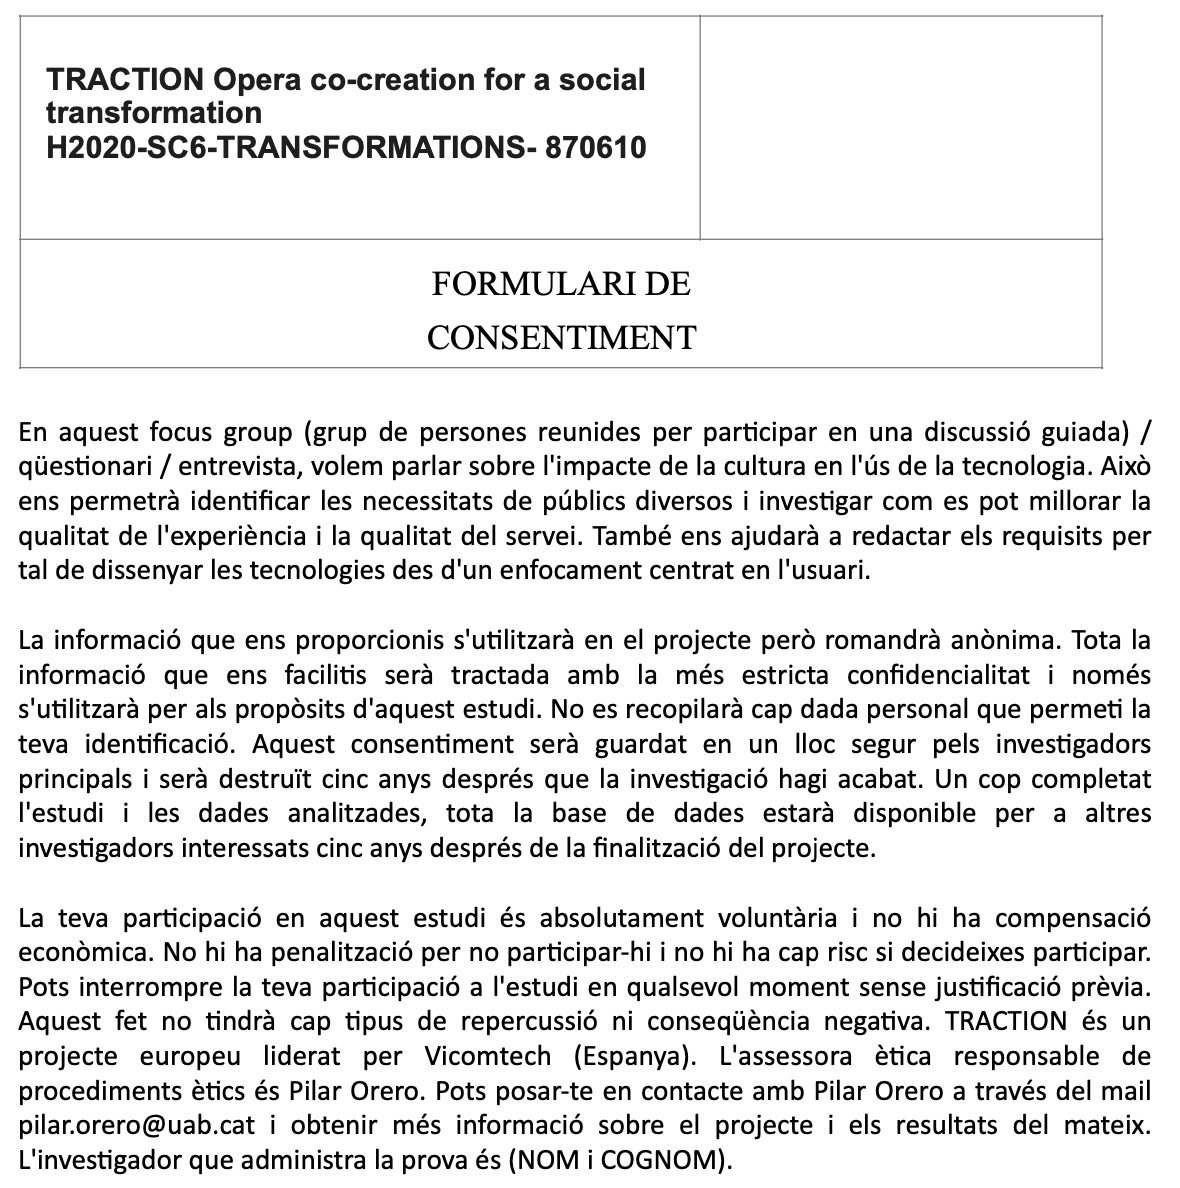 TRACTION Opera co-creation for a social
transformation
H2020-SC6-TRANSFORMATIONS- 870610
FORMULARI DE
CONSENTIMENT
En aquest focus group (grup de persones reunides per participar en una discussió guiada) /
qüestionari / entrevista, volem parlar sobre l'impacte de la cultura en l'ús de la tecnologia. Això
ens permetrà identificar les necessitats de públics diversos i investigar com es pot millorar la
qualitat de l'experiència i la qualitat del servei. També ens ajudarà a redactar els requisits per
tal de dissenyar les tecnologies des d'un enfocament centrat en l'usuari.
La informació que ens proporcionis s'utilitzarà en el projecte però romandrà anònima. Tota la
informació que ens facilitis serà tractada amb la més estricta confidencialitat i només
s'utilitzarà per als propòsits d'aquest estudi. No es recopilarà cap dada personal que permeti la
teva identificació. Aquest consentiment serà guardat en un lloc segur pels investigadors
principals i serà destruït cinc anys després que la investigació hagi acabat. Un cop completat
l'estudi i les dades analitzades, tota la base de dades estarà disponible per a altres
investigadors interessats cinc anys després de la finalització del projecte.
La teva participació en aquest estudi és absolutament voluntària i no hi ha compensació
econòmica. No hi ha penalització per no participar-hi i no hi ha cap risc si decideixes participar.
Pots interrompre la teva participació a l'estudi en qualsevol moment sense justificació prèvia.
Aquest fet no tindrà cap tipus de repercussió ni conseqüència negativa. TRACTION és un
projecte europeu liderat per Vicomtech (Espanya). L'assessora ètica responsable de
procediments ètics és Pilar Orero. Pots posar-te en contacte amb Pilar Orero a través del mail
pilar.orero@uab.cat i obtenir més informació sobre el projecte i els resultats del mateix.
L'investigador que administra la prova és (NOM i COGNOM).